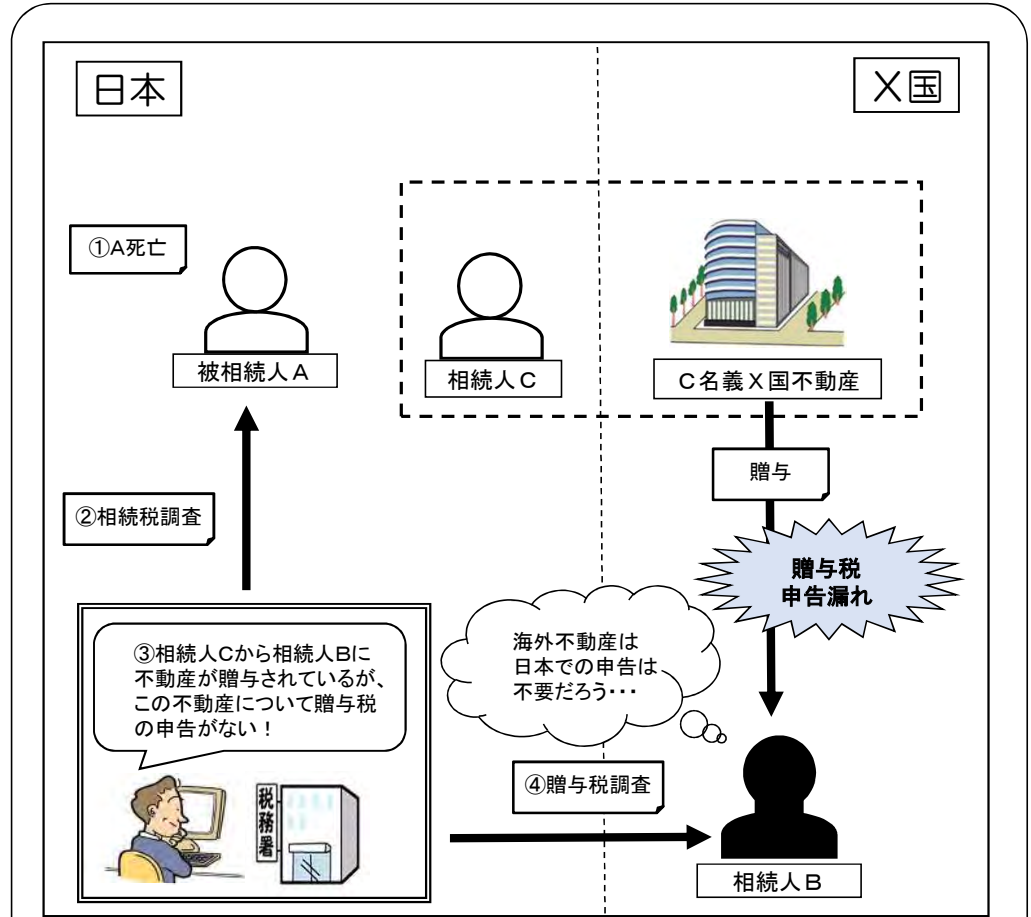 日本
X国
①A死亡
被相続人A
相続人C
C名義X国不動産
贈与
②相続税調査
贈与税
申告漏れ
③相続人Cから相続人Bに
不動産が贈与されているが、
この不動産について贈与税
の申告がない！
海外不動産は
日本での申告は
不要だろう・・・
税務署
④贈与税調査
相続人B